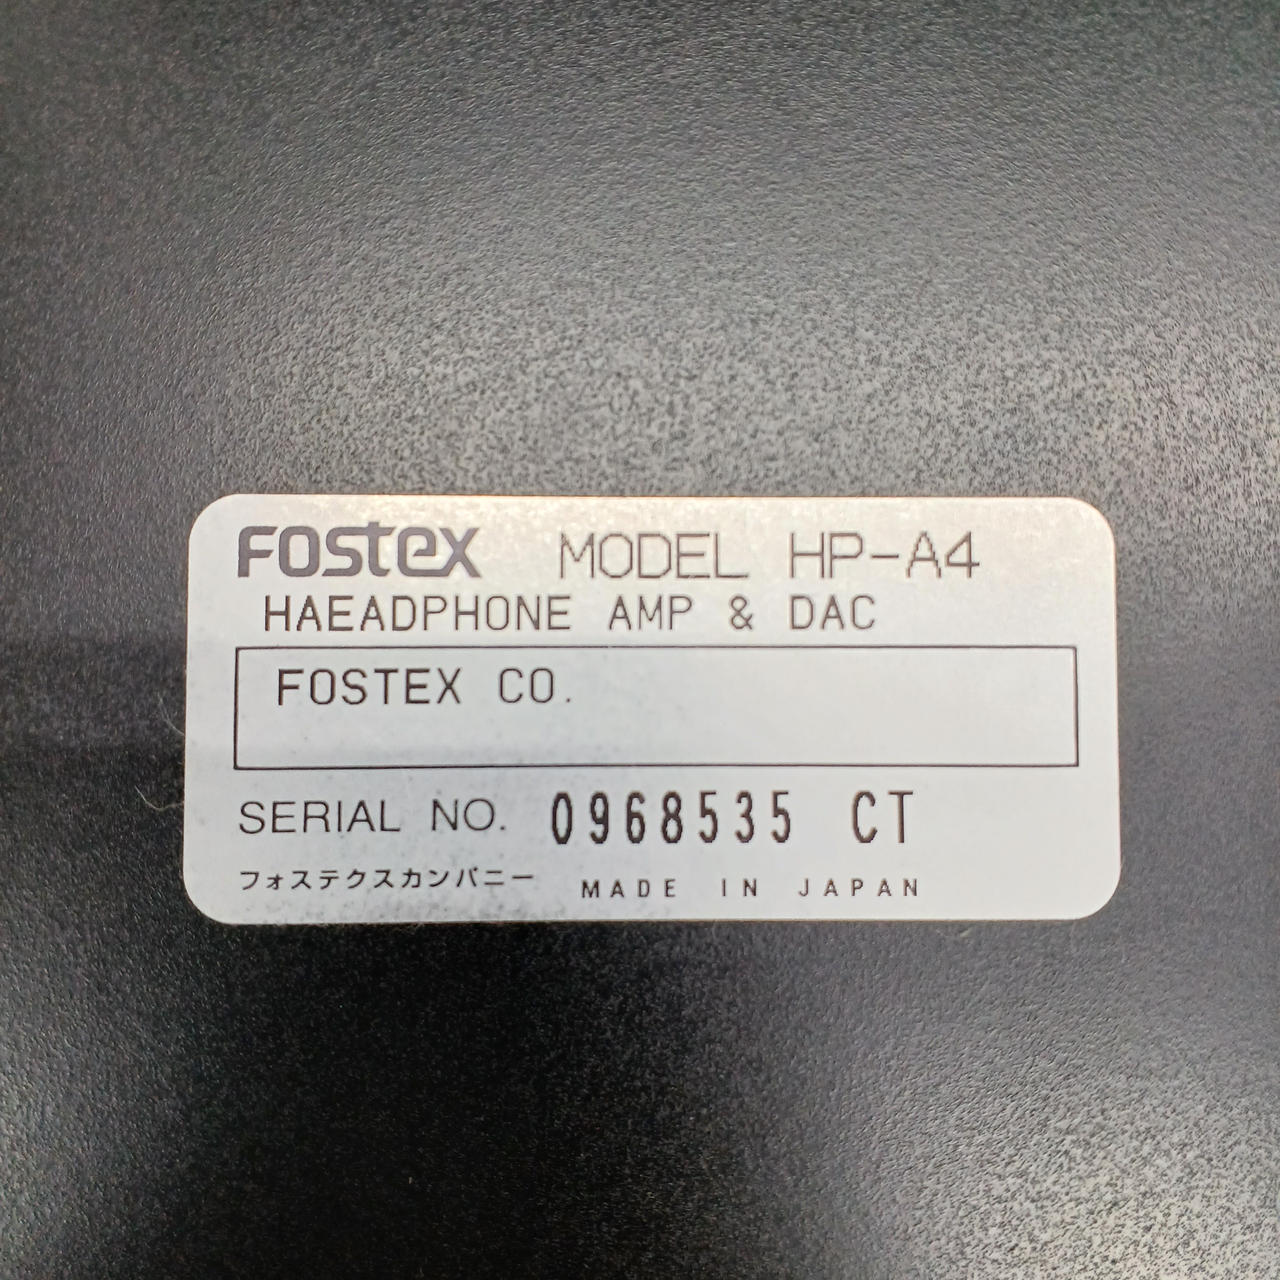 FOSTEX MODEL HP-A4
HAEADPHONE AMP & DAC
FOSTEX CO.
SERIAL NO. 0968535 CT
フォステクスカンパニー MADE IN JAPAN